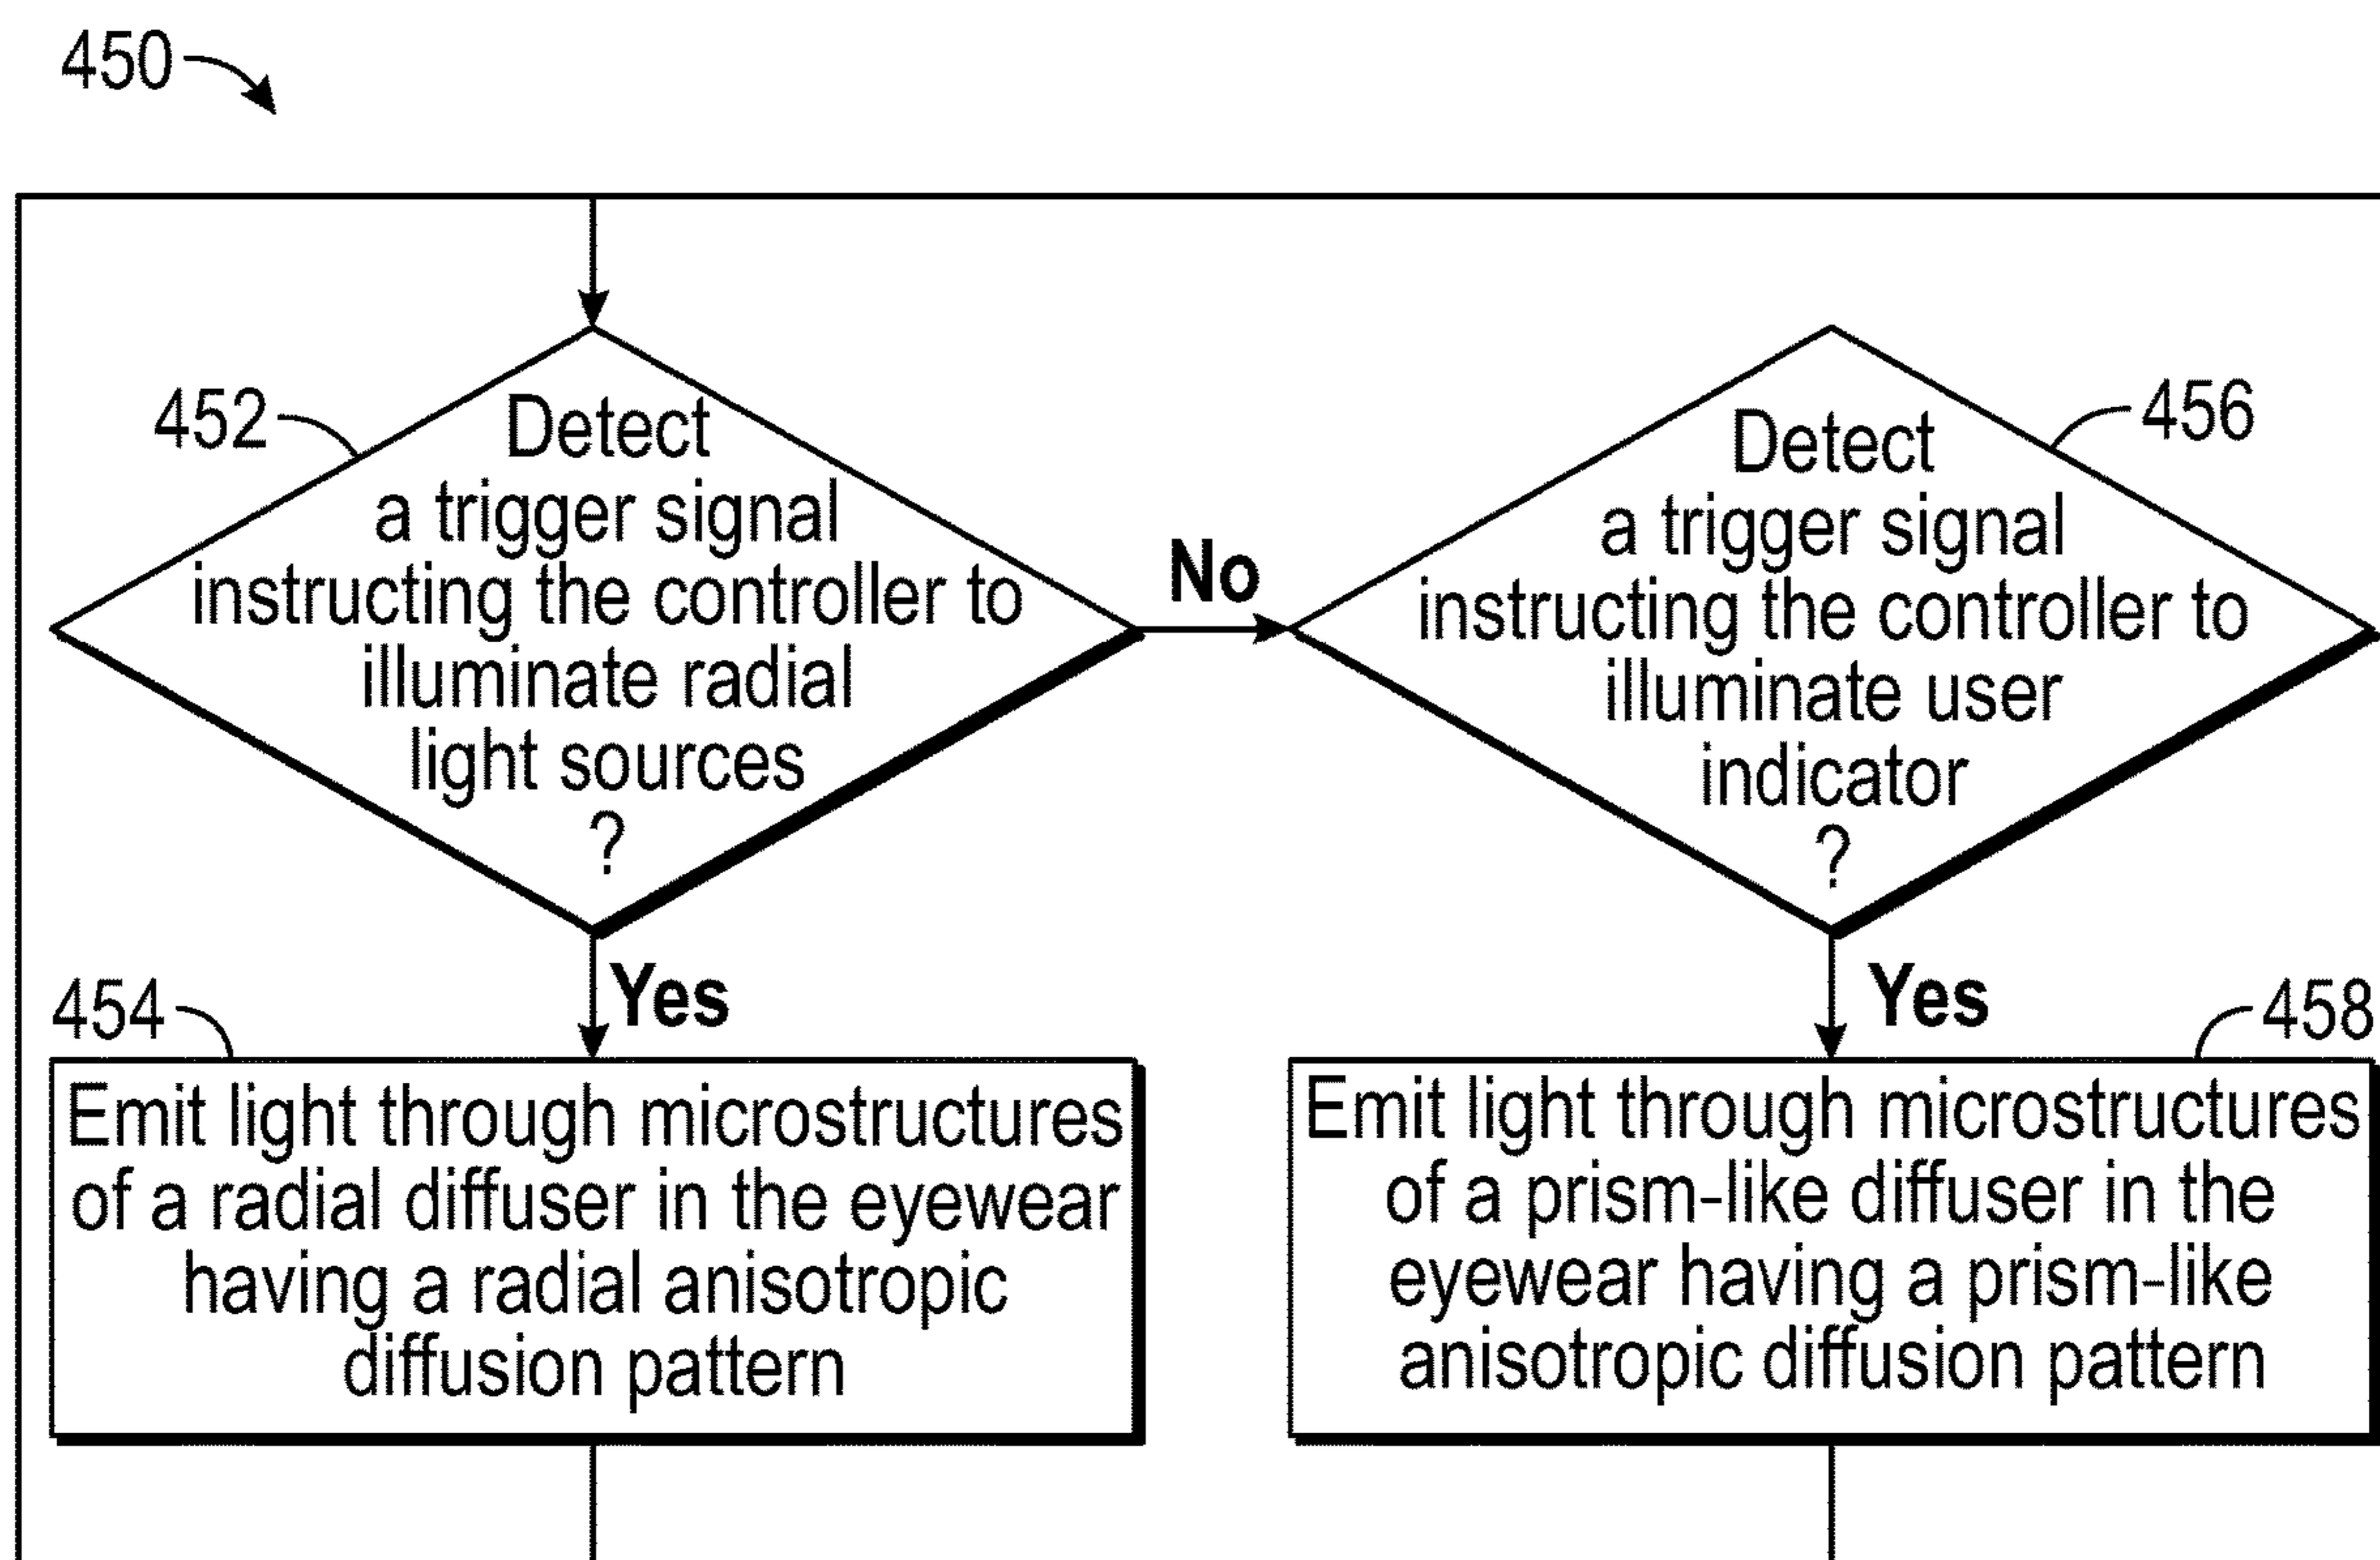 450
452
Detect
a trigger signal
instructing the controller to
illuminate radial
light sources
?
No
456
Detect
a trigger signal
instructing the controller to
illuminate user
indicator
?
Yes
454
Emit light through microstructures
of a radial diffuser in the eyewear
having a radial anisotropic
diffusion pattern
Yes
458
Emit light through microstructures
of a prism-like diffuser in the
eyewear having a prism-like
anisotropic diffusion pattern